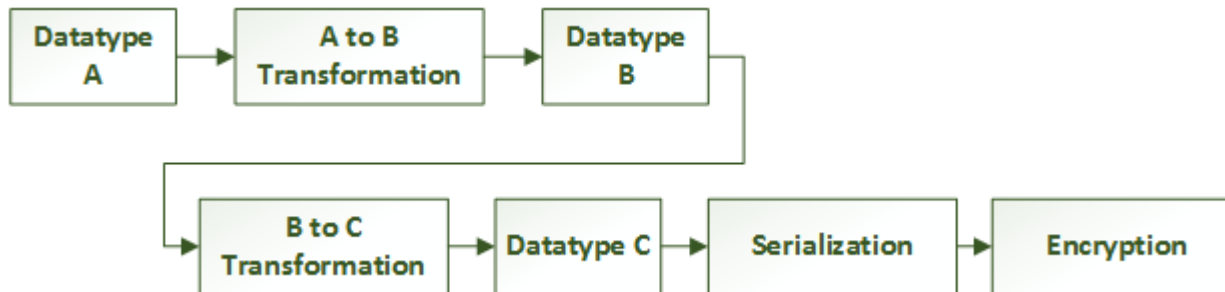 Datatype
A
A to B
Transformation
Datatype
B
B to C
Transformation
Datatype C
Serialization
Encryption